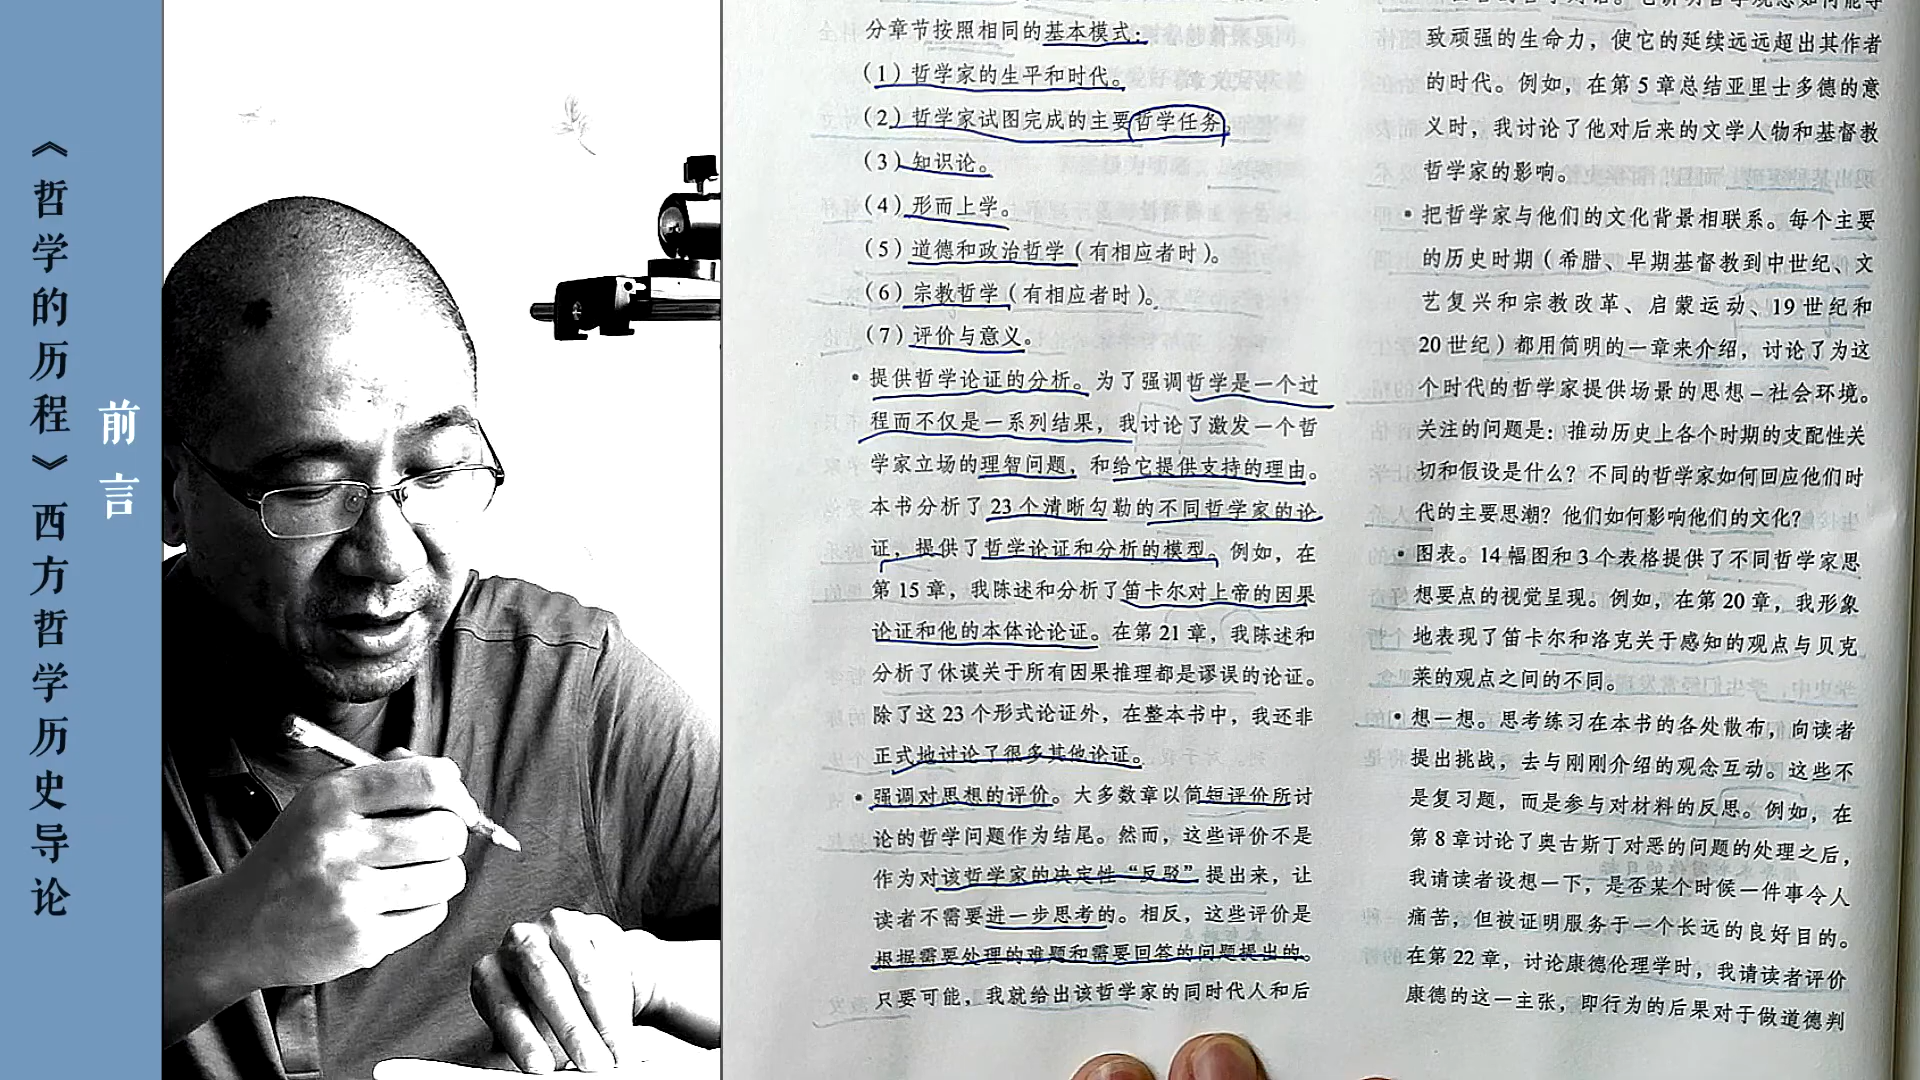 《哲学的历程》西方哲学历史导论
前言
分章节按照相同的基本模式：
（1）哲学家的生平和时代。
（2）哲学家试图完成的主要哲学任务。
（3）知识论。
（4）形而上学。
（5）道德和政治哲学（有相应者时）。
（6）宗教哲学（有相应者时）。
（7）评价与意义。
• 提供哲学论证的分析。为了强调哲学是一个过
程而不仅是一系列结果，我讨论了激发一个哲
学家立场的理智问题，和给它提供支持的理由。
本书分析了 23 个清晰勾勒的不同哲学家的论
证，提供了哲学论证和分析的模型。例如，在
第 15 章，我陈述和分析了笛卡尔对上帝的因果
论证和他的本体论论证。在第 21 章，我陈述和
分析了休谟关于所有因果推理都是谬误的论证。
除了这 23 个形式论证外，在整本书中，我还非
正式地讨论了很多其他论证。
• 强调对思想的评价。大多数章以简短评价所讨
论的哲学问题作为结尾。然而，这些评价不是
作为对该哲学家的决定性“反驳”提出来，让
读者不需要进一步思考的。相反，这些评价是
根据需要处理的难题和需要回答的问题提出的。
只要可能，我就给出该哲学家的同时代人和后
致顽强的生命力，使它的延续远远超出其作者
的时代。例如，在第 5 章总结亚里士多德的意
义时，我讨论了他对后来的文学人物和基督教
哲学家的影响。
• 把哲学家与他们的文化背景相联系。每个主要
的历史时期（希腊、早期基督教到中世纪、文
艺复兴和宗教改革、启蒙运动、19 世纪和
20 世纪）都用简明的一章来介绍，讨论了为这
个时代的哲学家提供场景的思想－社会环境。
关注的问题是：推动历史上各个时期的支配性关
切和假设是什么？不同的哲学家如何回应他们时
代的主要思潮？他们如何影响他们的文化？
• 图表。14 幅图和 3 个表格提供了不同哲学家思
想要点的视觉呈现。例如，在第 20 章，我形象
地表现了笛卡尔和洛克关于感知的观点与贝克
莱的观点之间的不同。
• 想一想。思考练习在本书的各处散布，向读者
提出挑战，去与刚刚介绍的观念互动。这些不
是复习题，而是参与对材料的反思。例如，在
第 8 章讨论了奥古斯丁对恶的问题的处理之后，
我请读者设想一下，是否某个时候一件事令人
痛苦，但被证明服务于一个长远的良好目的。
在第 22 章，讨论康德伦理学时，我请读者评价
康德的这一主张，即行为的后果对于做道德判